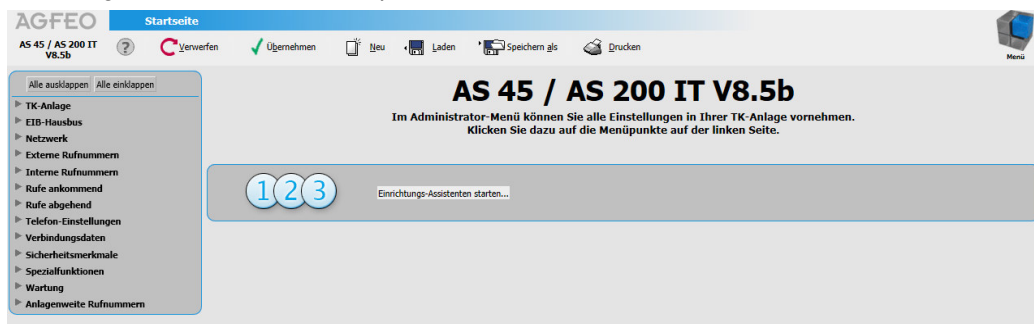 AGFEO
Startseite
AS 45 / AS 200 IT
V8.5b
?
Verwerfen
Übernehmen
Neu
Laden
Speichern als
Drucken
Menü
Alle ausklappen Alle einklappen
TK-Anlage
EIB-Hausbus
Netzwerk
Externe Rufnummern
Interne Rufnummern
Rufe ankommend
Rufe abgehend
Telefon-Einstellungen
Verbindungsdaten
Sicherheitsmerkmale
Spezialfunktionen
Wartung
Anlagenweite Rufnummern
AS 45 / AS 200 IT V8.5b
Im Administrator-Menü können Sie alle Einstellungen in Ihrer TK-Anlage vornehmen.
Klicken Sie dazu auf die Menüpunkte auf der linken Seite.
1 2 3
Einrichtungs-Assistenten starten...